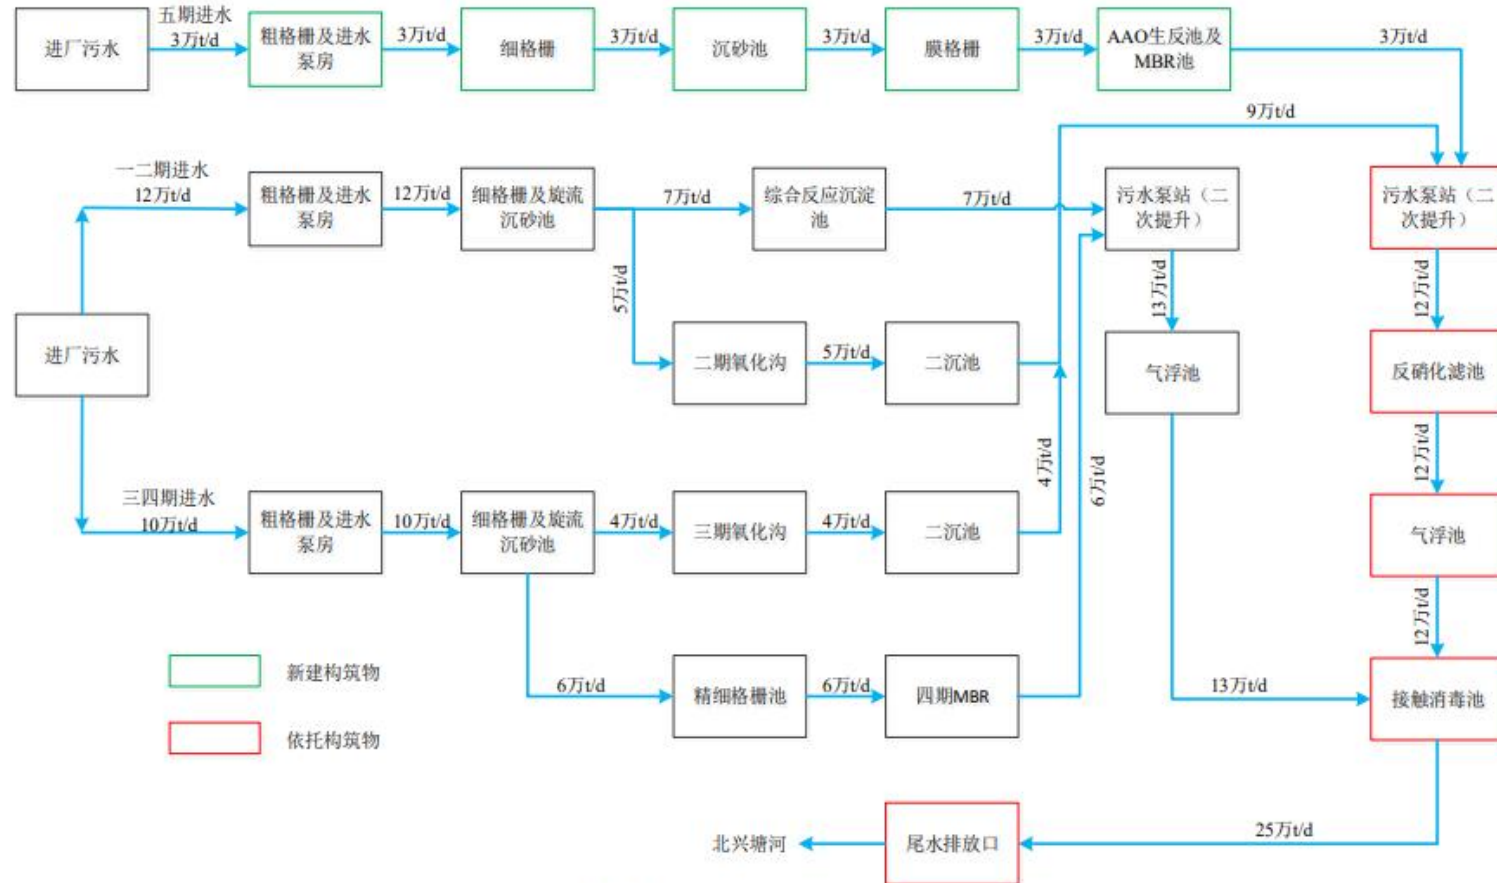 五期进水
进厂污水
3万t/d
粗格栅及进水
泵房
3万t/d
细格栅
3万t/d
沉砂池
3万t/d
膜格栅
3万t/d
AAO生反池及
MBR池
3万t/d
9万t/d
一二期进水
12万t/d
粗格栅及进水
泵房
12万t/d
细格栅及旋流
沉砂池
7万t/d
综合反应沉淀
池
7万t/d
污水泵站（二
次提升）
污水泵站（二
次提升）
5万t/d
13万t/d
12万t/d
进厂污水
二期氧化沟
5万t/d
二沉池
气浮池
反硝化滤池
4万t/d
6万t/d
12万t/d
三四期进水
10万t/d
粗格栅及进水
泵房
10万t/d
细格栅及旋流
沉砂池
4万t/d
三期氧化沟
4万t/d
二沉池
气浮池
12万t/d
新建构筑物
6万t/d
精细格栅池
6万t/d
四期MBR
13万t/d
接触消毒池
依托构筑物
北兴塘河
尾水排放口
25万t/d